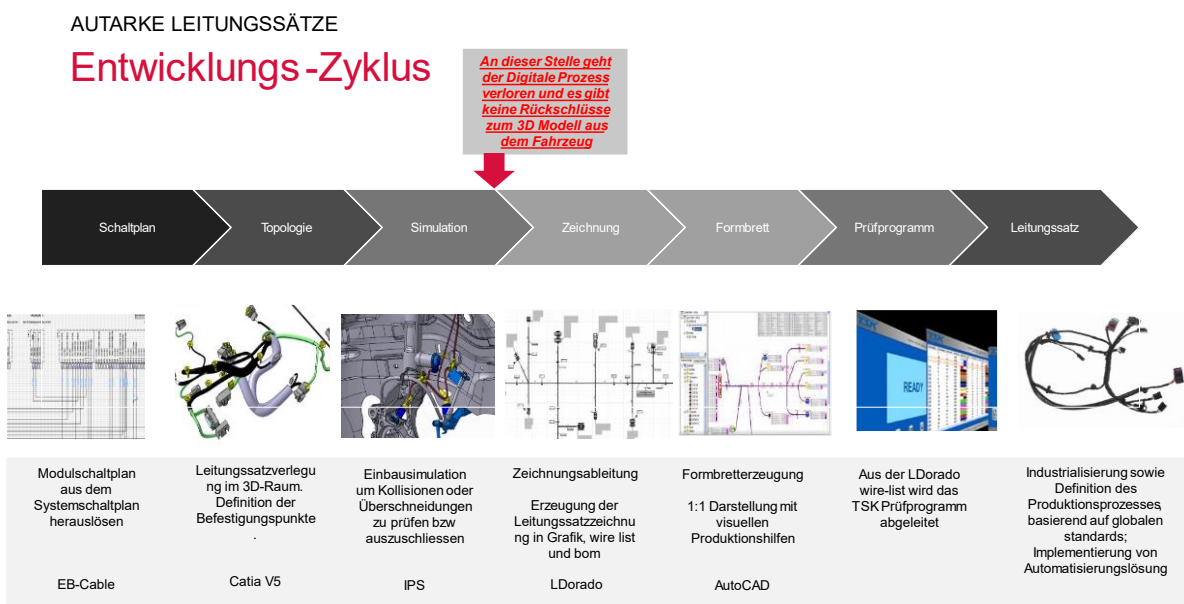 AUTARKE LEITUNGSSÄTZE
Entwicklungs-Zyklus
An dieser Stelle geht
der Digitale Prozess
verloren und es gibt
keine Rückschlüsse
zum 3D Modell aus
dem Fahrzeug
Schaltplan
Topologie
Simulation
Zeichnung
Formbrett
Prüfprogramm
Leitungssatz
TSK
READY
Modulschaltplan
aus dem
Systemschaltplan
herauslösen
EB-Cable
Leitungssatzverlegu
ng im 3D-Raum.
Definition der
Befestigungspunkte
.
Catia V5
Einbausimulation
um Kollisionen oder
Überschneidungen
zu prüfen bzw
auszuschliessen
IPS
Zeichnungsableitung
Erzeugung der
Leitungssatzzeichnu
ng in Grafik, wire list
und bom
LDorado
Formbretterzeugung
1:1 Darstellung mit
visuellen
Produktionshilfen
AutoCAD
Aus der LDorado
wire-list wird das
TSK Prüfprogramm
abgeleitet
Industrialisierung sowie
Definition des
Produktionsprozesses,
basierend auf globalen
standards;
Implementierung von
Automatisierungslösung